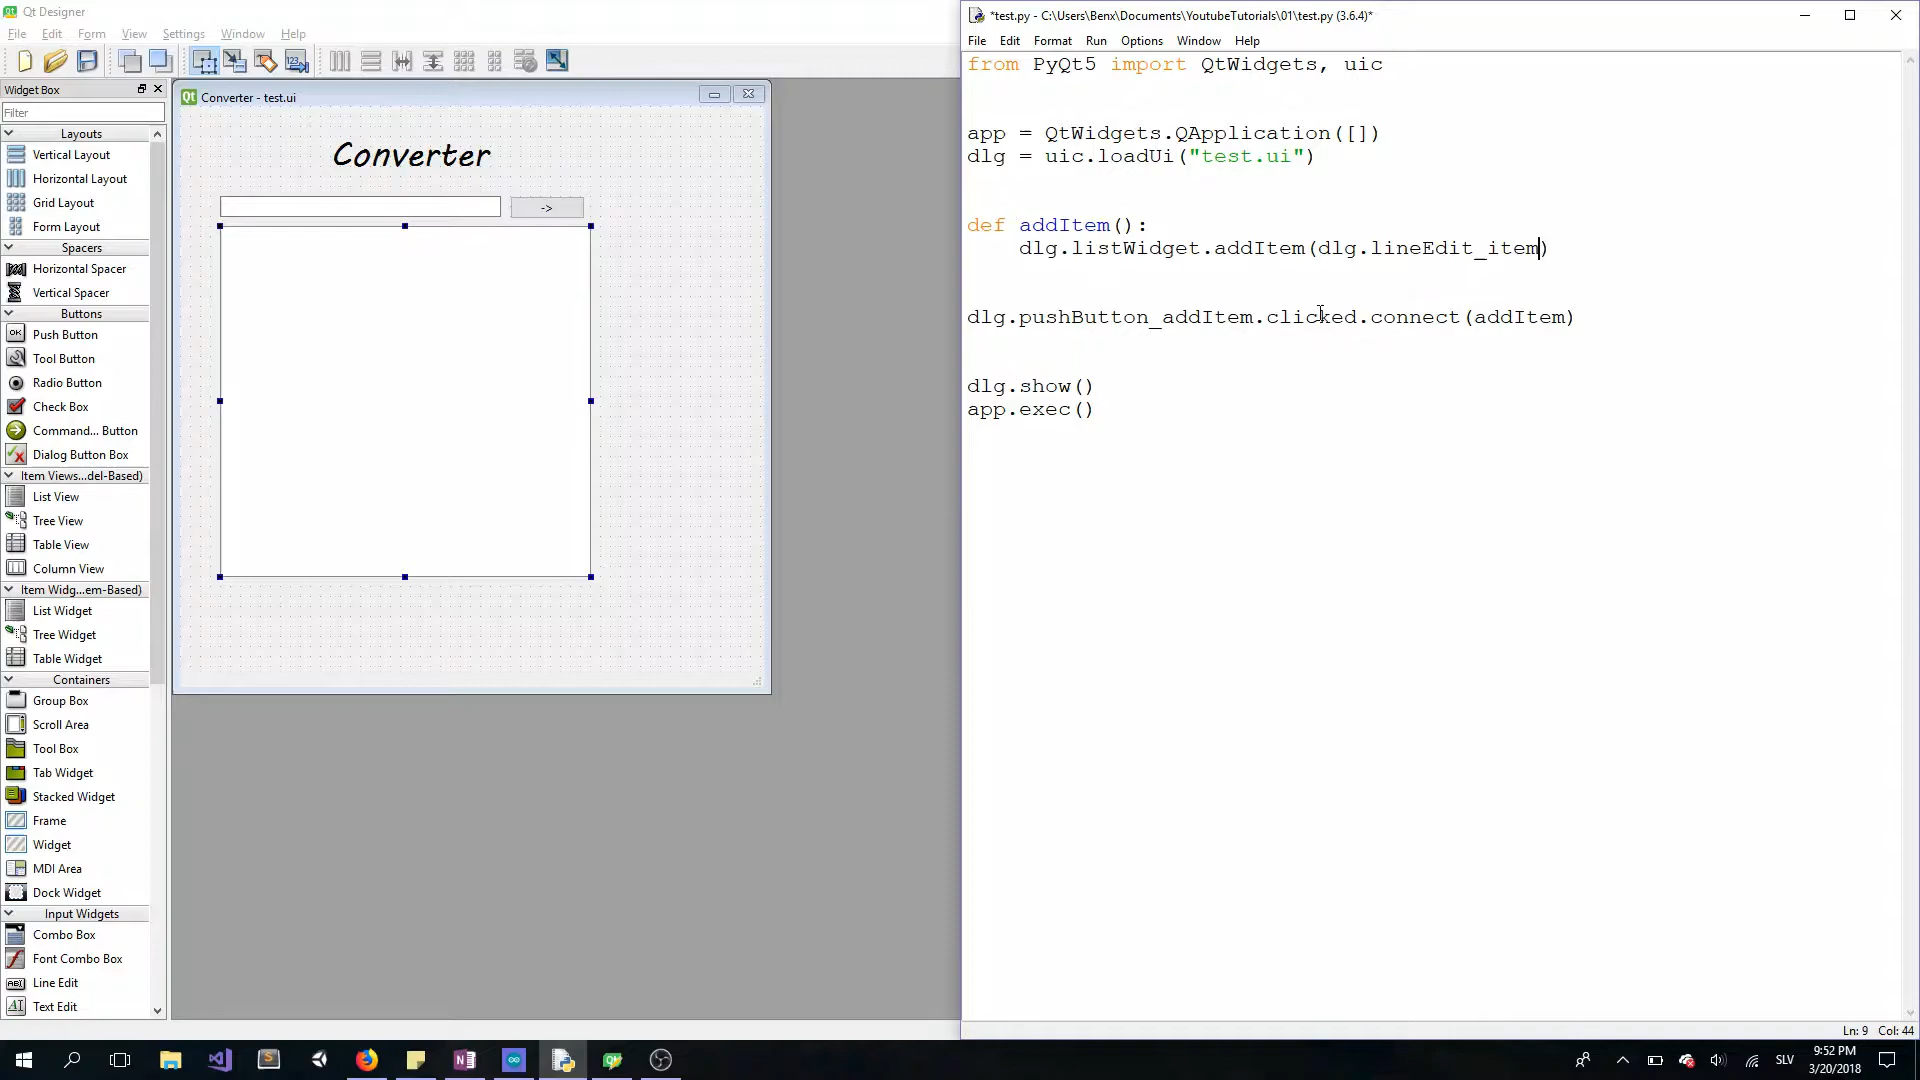 Qt Designer
File Edit Form View Settings Window Help
Widget Box
Filter
Layouts
Vertical Layout
Horizontal Layout
Grid Layout
Form Layout
Spacers
Horizontal Spacer
Vertical Spacer
Buttons
Push Button
Tool Button
Radio Button
Check Box
Command... Button
Dialog Button Box
Item Views...del-Based)
List View
Tree View
Table View
Column View
Item Widg...em-Based)
List Widget
Tree Widget
Table Widget
Containers
Group Box
Scroll Area
Tool Box
Tab Widget
Stacked Widget
Frame
Widget
MDI Area
Dock Widget
Input Widgets
Combo Box
Font Combo Box
Line Edit
Text Edit
Converter - test.ui
Converter
->
*test.py - C:\Users\Benx\Documents\YoutubeTutorials\01\test.py (3.6.4)*
File Edit Format Run Options Window Help
from PyQt5 import QtWidgets, uic
app = QtWidgets.QApplication([])
dlg = uic.loadUi("test.ui")
def addItem():
    dlg.listWidget.addItem(dlg.lineEdit_item)
dlg.pushButton_addItem.clicked.connect(addItem)
dlg.show()
app.exec()
Ln: 9 Col: 44
SLV
9:52 PM
3/20/2018